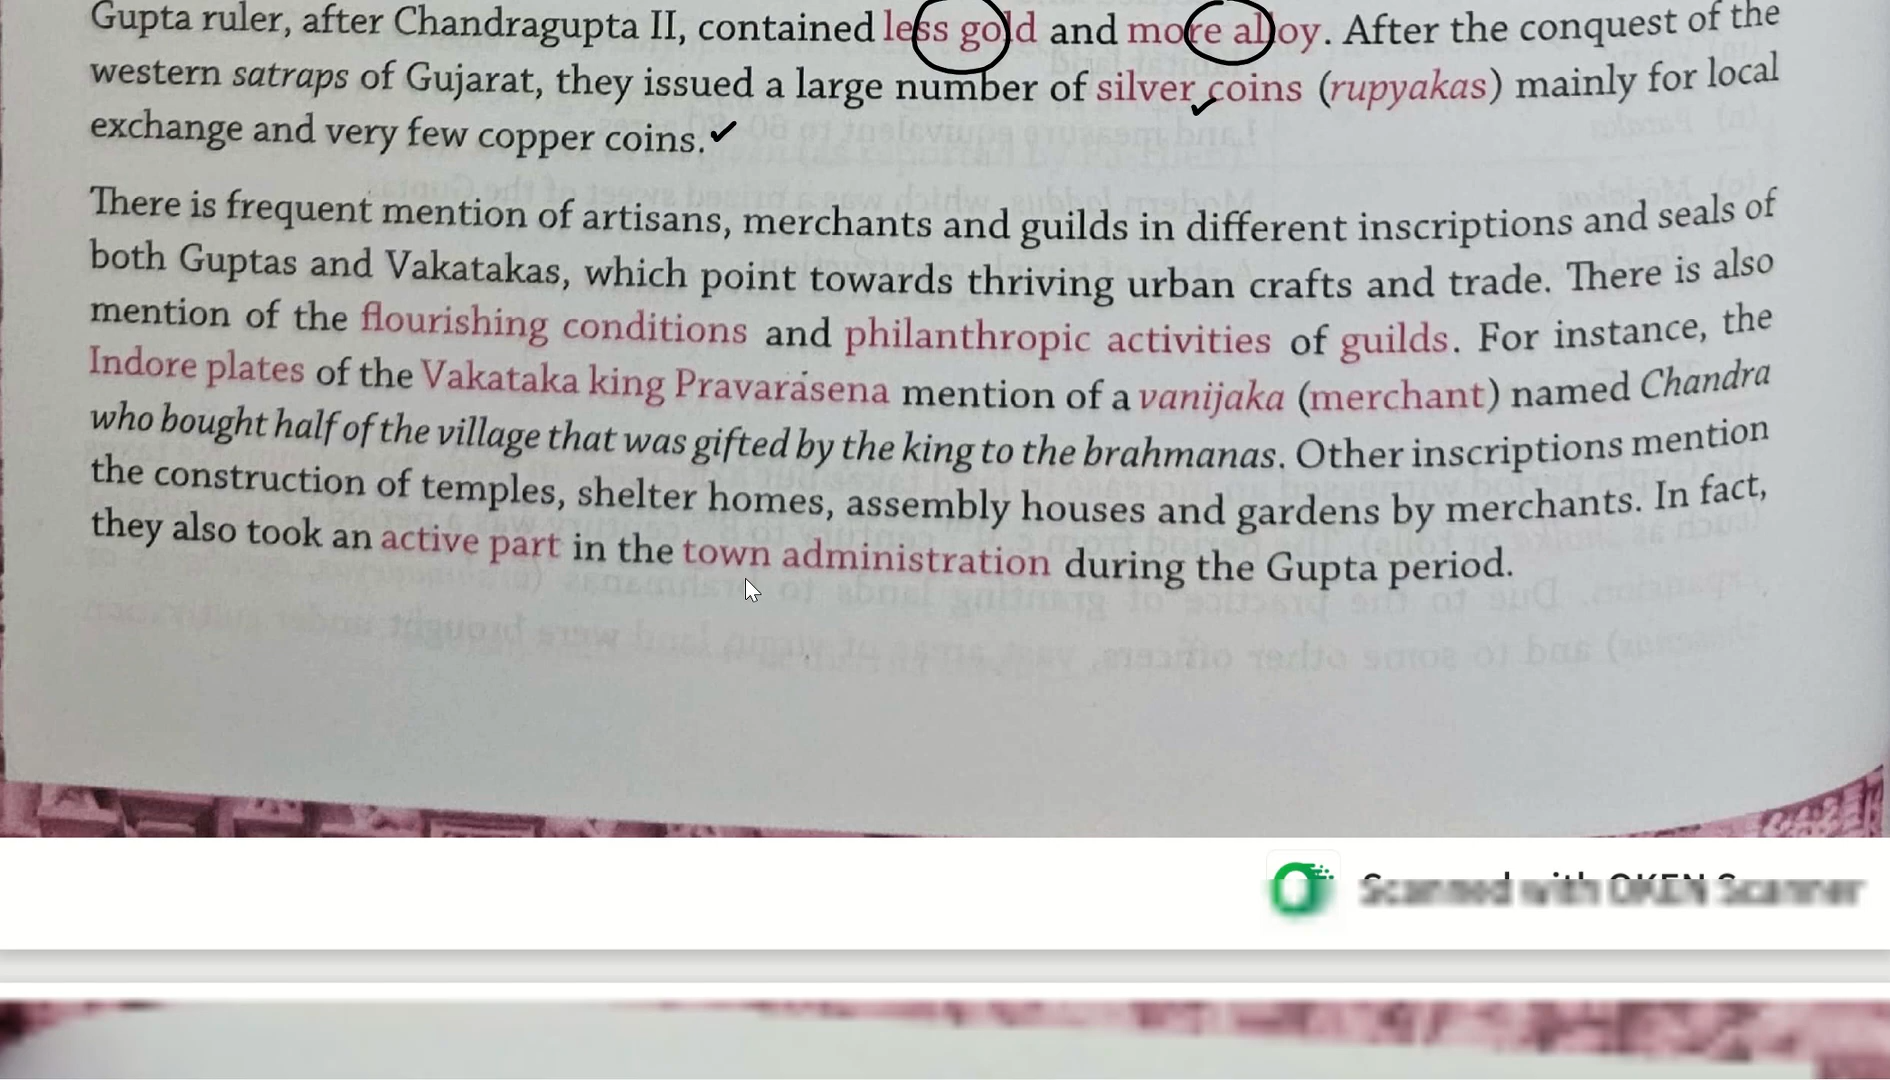 Gupta ruler, after Chandragupta II, contained less gold and more alloy. After the conquest of the
western satraps of Gujarat, they issued a large number of silver coins (rupyakas) mainly for local
exchange and very few copper coins.
There is frequent mention of artisans, merchants and guilds in different inscriptions and seals of
both Guptas and Vakatakas, which point towards thriving urban crafts and trade. There is also
mention of the flourishing conditions and philanthropic activities of guilds. For instance, the
Indore plates of the Vakataka king Pravarasena mention of a vanijaka (merchant) named Chandra
who bought half of the village that was gifted by the king to the brahmanas. Other inscriptions mention
the construction of temples, shelter homes, assembly houses and gardens by merchants. In fact,
they also took an active part in the town administration during the Gupta period.
Scanned with OKEN Scanner